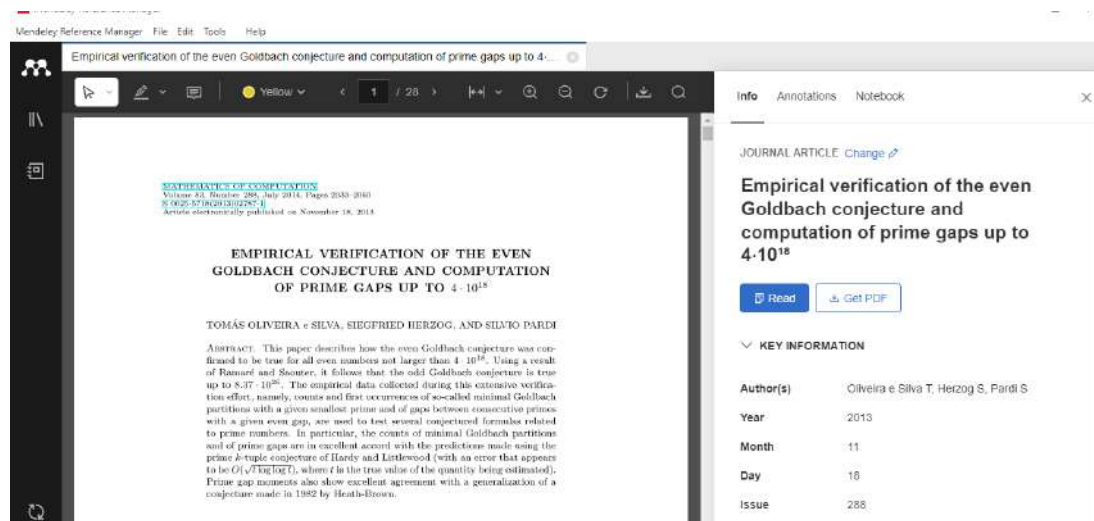 Mendeley Reference Manager File Edit Tools Help
Empirical verification of the even Goldbach conjecture and computation of prime gaps up to 4·...
Yellow
1 / 28
MATHEMATICS OF COMPUTATION
Volume 83, Number 288, July 2014, Pages 2033–2060
S 0025-5718(2013)02787-1
Article electronically published on November 18, 2013
EMPIRICAL VERIFICATION OF THE EVEN
GOLDBACH CONJECTURE AND COMPUTATION
OF PRIME GAPS UP TO 4 · 10¹⁸
TOMÁS OLIVEIRA e SILVA, SIEGFRIED HERZOG, AND SILVIO PARDI
Abstract. This paper describes how the even Goldbach conjecture was con-
firmed to be true for all even numbers not larger than 4 · 10¹⁸. Using a result
of Ramaré and Saouter, it follows that the odd Goldbach conjecture is true
up to 8.37 · 10²⁶. The empirical data collected during this extensive verifica-
tion effort, namely, counts and first occurrences of so-called minimal Goldbach
partitions with a given smallest prime and of gaps between consecutive primes
with a given even gap, are used to test several conjectured formulas related
to prime numbers. In particular, the counts of minimal Goldbach partitions
and of prime gaps are in excellent accord with the predictions made using the
prime k-tuple conjecture of Hardy and Littlewood (with an error that appears
to be O(√t log log t), where t is the true value of the quantity being estimated).
Prime gap moments also show excellent agreement with a generalization of a
conjecture made in 1982 by Heath-Brown.
Info Annotations Notebook
JOURNAL ARTICLE Change
Empirical verification of the even
Goldbach conjecture and
computation of prime gaps up to
4·10¹⁸
Read Get PDF
KEY INFORMATION
Author(s) Oliveira e Silva T, Herzog S, Pardi S
Year 2013
Month 11
Day 18
Issue 288